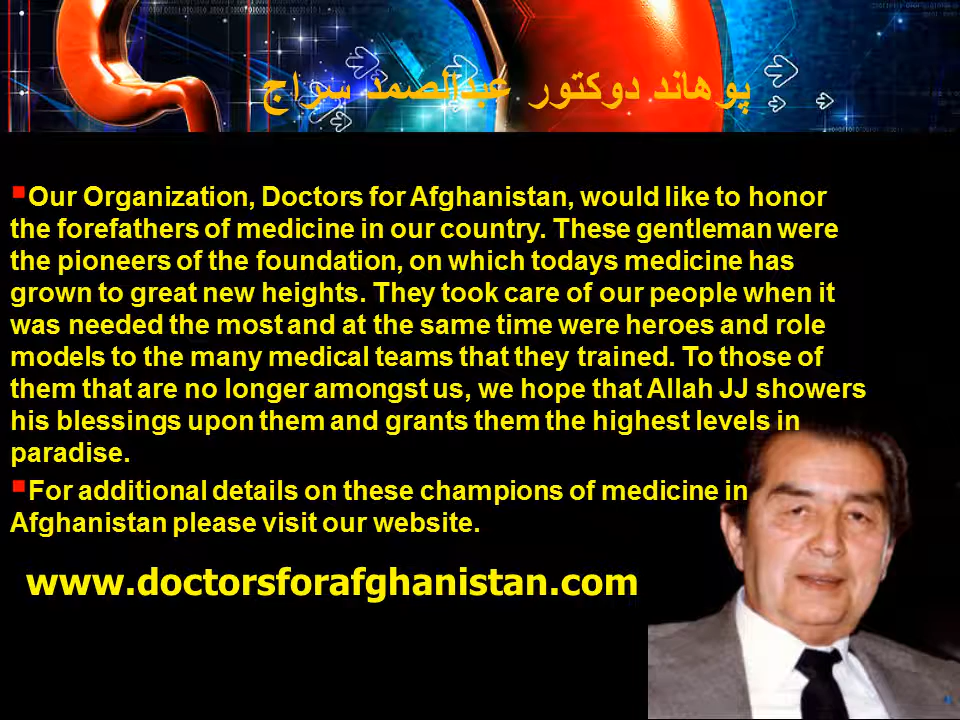 پوهاند دوکتور عبدالصمد سراج
▪Our Organization, Doctors for Afghanistan, would like to honor
the forefathers of medicine in our country. These gentleman were
the pioneers of the foundation, on which todays medicine has
grown to great new heights. They took care of our people when it
was needed the most and at the same time were heroes and role
models to the many medical teams that they trained. To those of
them that are no longer amongst us, we hope that Allah JJ showers
his blessings upon them and grants them the highest levels in
paradise.
▪For additional details on these champions of medicine in
Afghanistan please visit our website.
www.doctorsforafghanistan.com